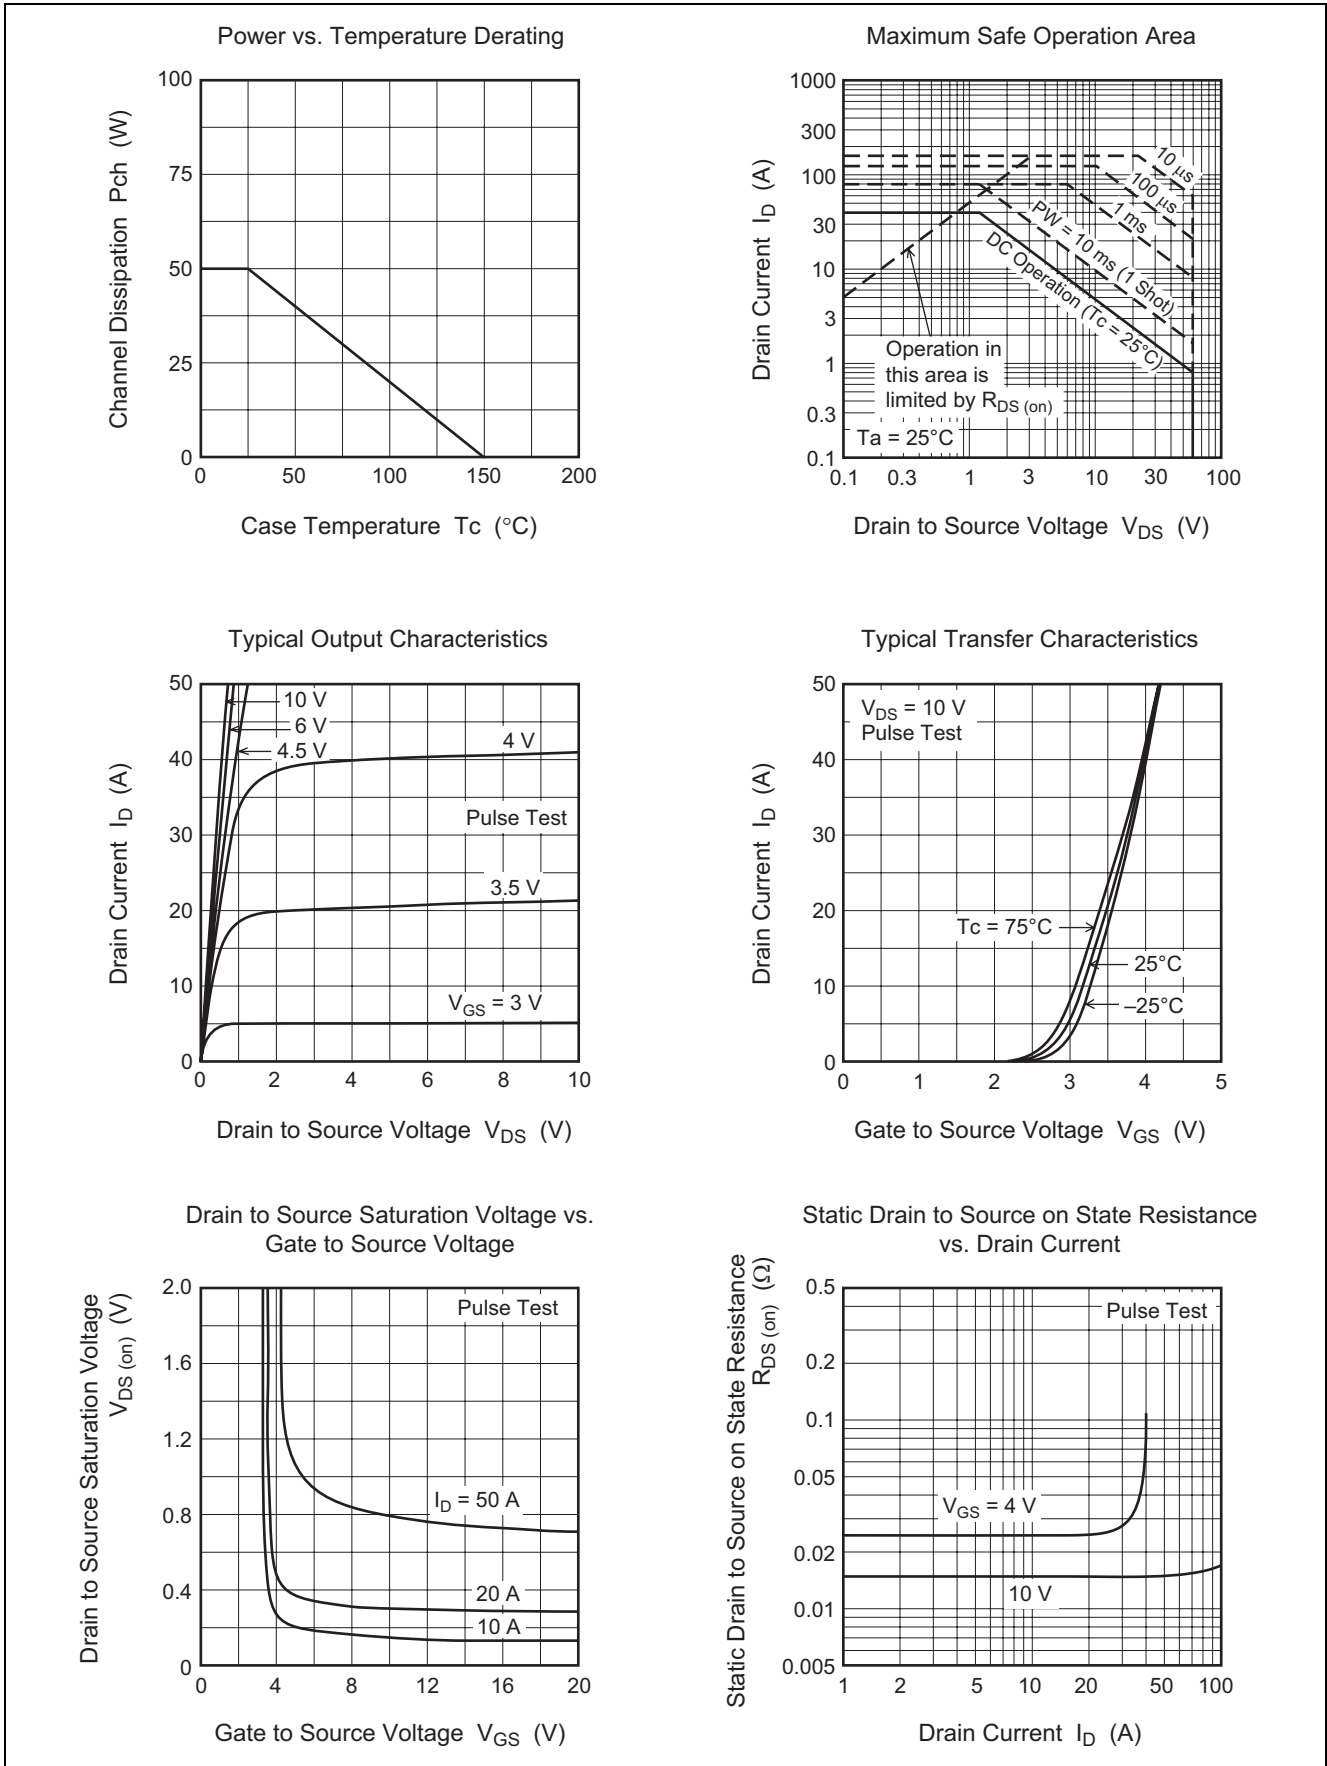 Power vs. Temperature Derating
Channel Dissipation Pch (W)
100
75
50
25
0
0 50 100 150 200
Case Temperature Tc (°C)
Maximum Safe Operation Area
Drain Current ID (A)
1000
300
100
30
10
3
1
0.3
0.1
10 μs
100 μs
1 ms
PW = 10 ms (1 Shot)
DC Operation (Tc = 25°C)
Operation in
this area is
limited by RDS (on)
Ta = 25°C
0.1 0.3 1 3 10 30 100
Drain to Source Voltage VDS (V)
Typical Output Characteristics
Drain Current ID (A)
50
40
30
20
10
0
10 V
6 V
4.5 V
4 V
Pulse Test
3.5 V
VGS = 3 V
0 2 4 6 8 10
Drain to Source Voltage VDS (V)
Typical Transfer Characteristics
Drain Current ID (A)
50
40
30
20
10
0
VDS = 10 V
Pulse Test
Tc = 75°C
25°C
–25°C
0 1 2 3 4 5
Gate to Source Voltage VGS (V)
Drain to Source Saturation Voltage vs.
Gate to Source Voltage
Drain to Source Saturation Voltage
VDS (on) (V)
2.0
1.6
1.2
0.8
0.4
0
Pulse Test
ID = 50 A
20 A
10 A
0 4 8 12 16 20
Gate to Source Voltage VGS (V)
Static Drain to Source on State Resistance
vs. Drain Current
Static Drain to Source on State Resistance
RDS (on) (Ω)
0.5
0.2
0.1
0.05
0.02
0.01
0.005
Pulse Test
VGS = 4 V
10 V
1 2 5 10 20 50 100
Drain Current ID (A)